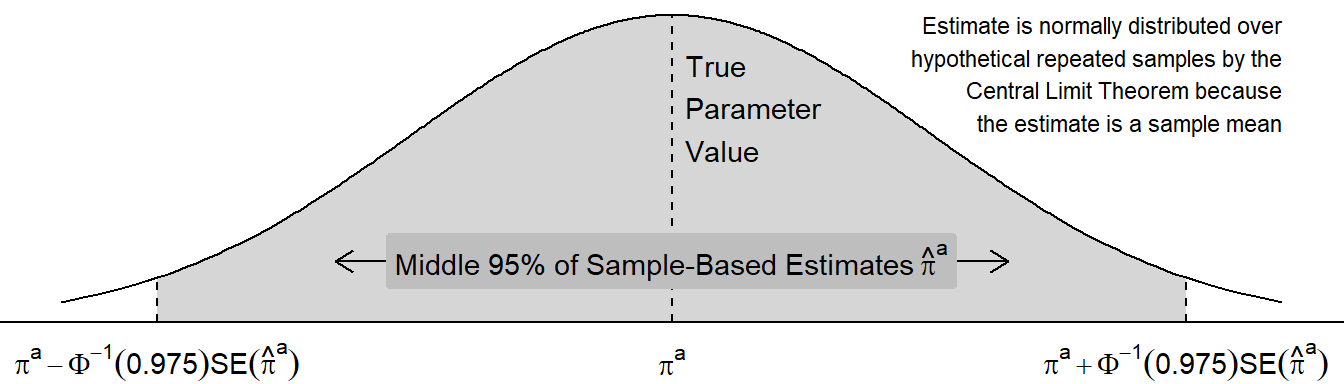 Estimate is normally distributed over
hypothetical repeated samples by the
Central Limit Theorem because
the estimate is a sample mean
True
Parameter
Value
Middle 95% of Sample-Based Estimates π̂ᵃ
πᵃ − Φ⁻¹(0.975)SE(π̂ᵃ)
πᵃ
πᵃ + Φ⁻¹(0.975)SE(π̂ᵃ)